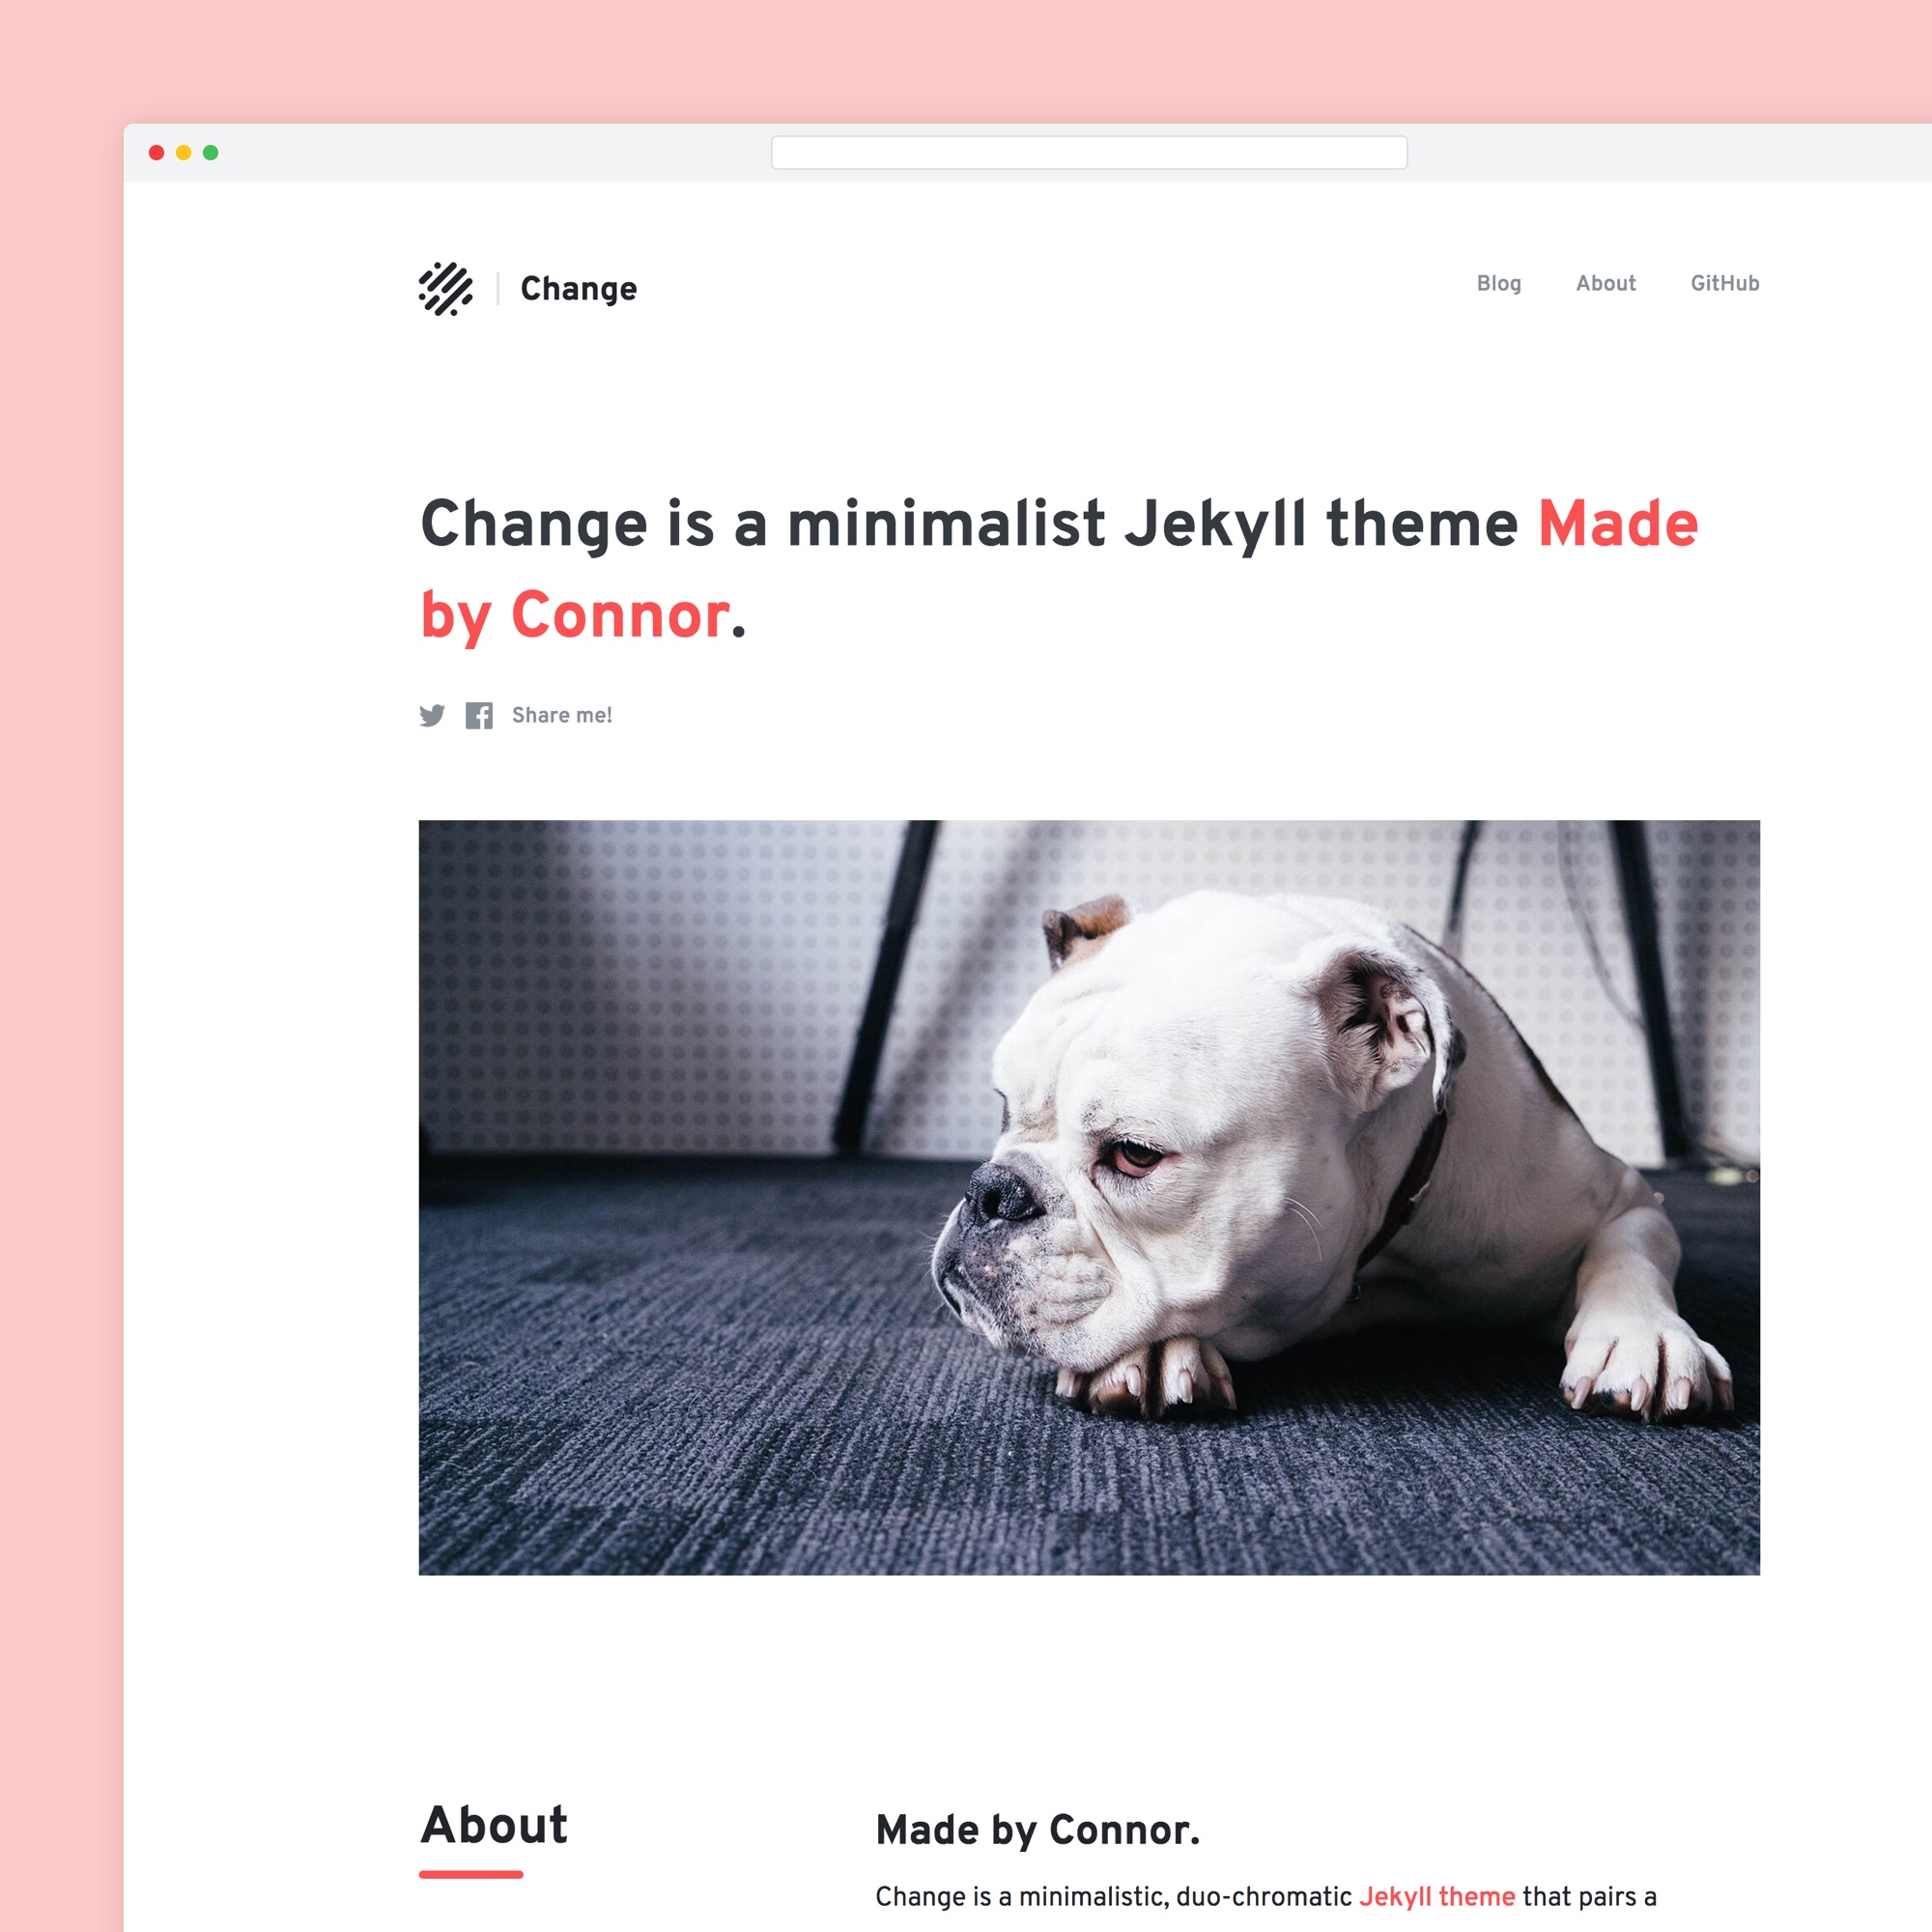 Change
Blog About GitHub
Change is a minimalist Jekyll theme Made
by Connor.
Share me!
About
Made by Connor.
Change is a minimalistic, duo-chromatic Jekyll theme that pairs a